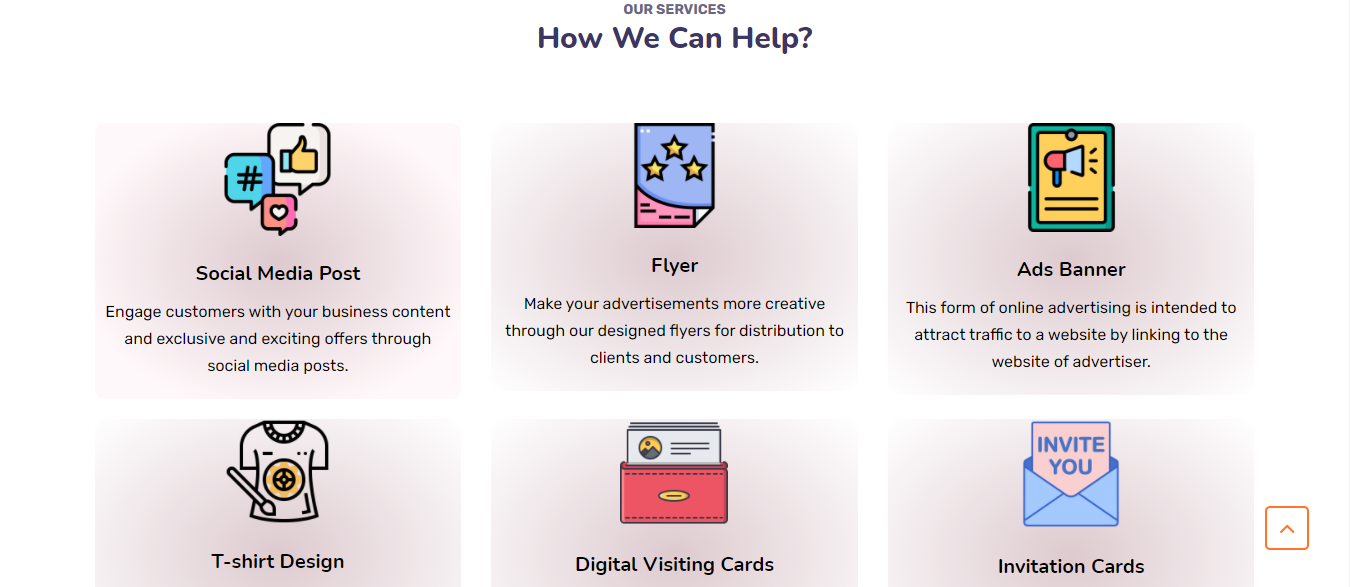 OUR SERVICES
How We Can Help?
#
Social Media Post
Engage customers with your business content
and exclusive and exciting offers through
social media posts.
Flyer
Make your advertisements more creative
through our designed flyers for distribution to
clients and customers.
Ads Banner
This form of online advertising is intended to
attract traffic to a website by linking to the
website of advertiser.
T-shirt Design
Digital Visiting Cards
INVITE
YOU
Invitation Cards